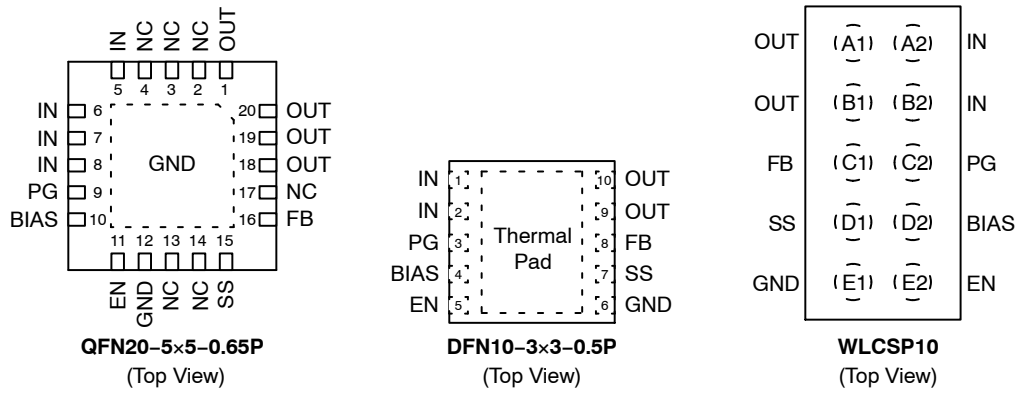 IN NC NC NC OUT
5 4 3 2 1
IN 6 20 OUT
IN 7 19 OUT
IN 8 GND 18 OUT
PG 9 17 NC
BIAS 10 16 FB
11 12 13 14 15
EN GND NC NC SS
QFN20−5×5−0.65P
(Top View)
IN 1 10 OUT
IN 2 9 OUT
PG 3 Thermal 8 FB
BIAS 4 Pad 7 SS
EN 5 6 GND
DFN10−3×3−0.5P
(Top View)
OUT A1 A2 IN
OUT B1 B2 IN
FB C1 C2 PG
SS D1 D2 BIAS
GND E1 E2 EN
WLCSP10
(Top View)